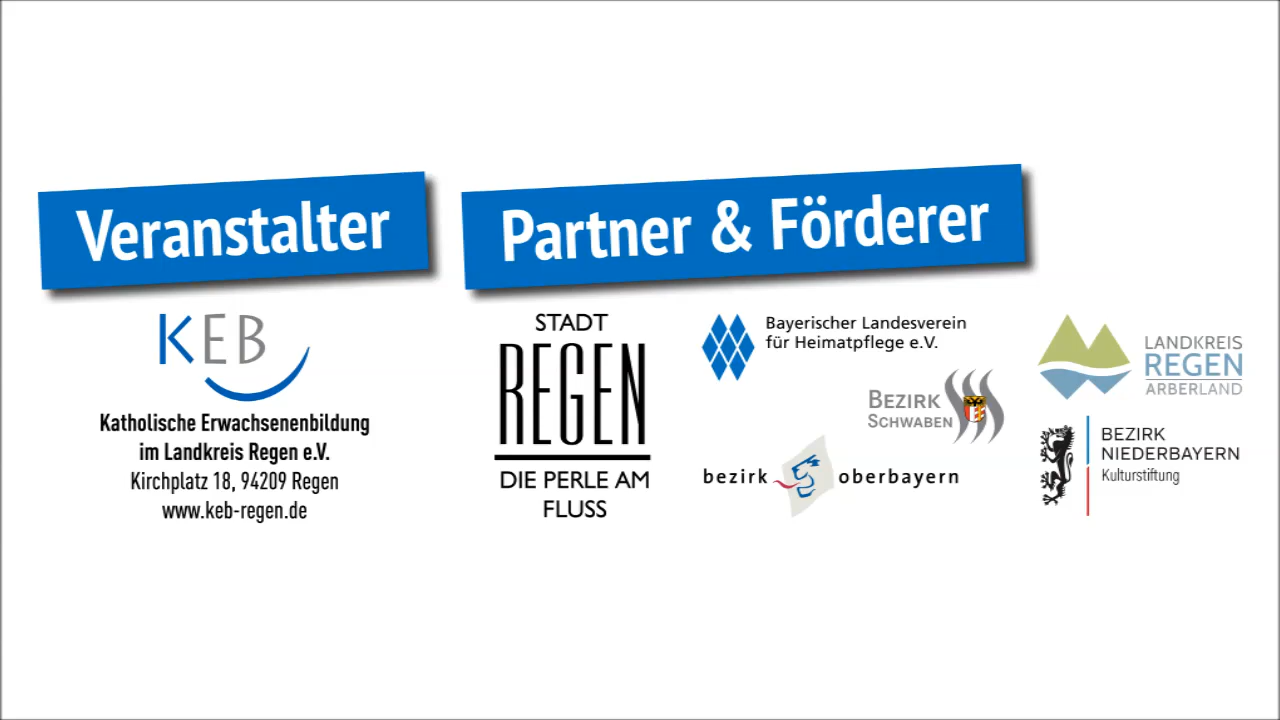 Veranstalter
KEB
Katholische Erwachsenenbildung
im Landkreis Regen e.V.
Kirchplatz 18, 94209 Regen
www.keb-regen.de
Partner & Förderer
STADT
REGEN
DIE PERLE AM
FLUSS
Bayerischer Landesverein
für Heimatpflege e.V.
BEZIRK
SCHWABEN
bezirk oberbayern
LANDKREIS
REGEN
ARBERLAND
BEZIRK
NIEDERBAYERN
Kulturstiftung